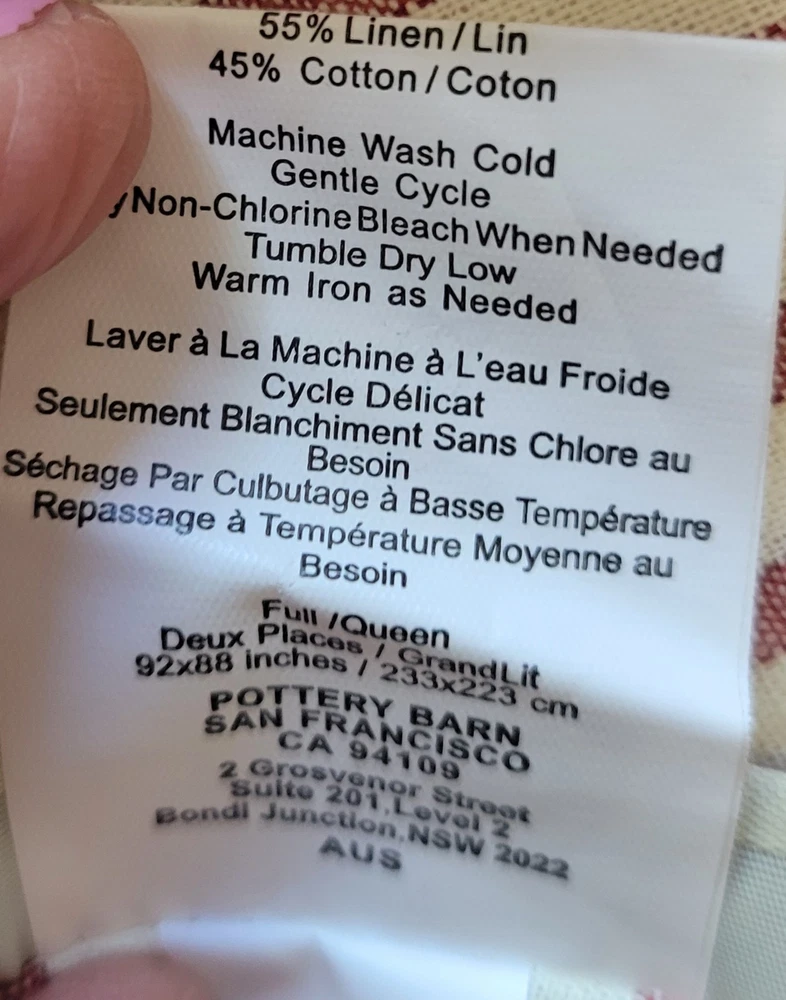 55% Linen / Lin
45% Cotton / Coton
Machine Wash Cold
Gentle Cycle
y Non-Chlorine Bleach When Needed
Tumble Dry Low
Warm Iron as Needed
Laver à La Machine à L'eau Froide
Cycle Délicat
Seulement Blanchiment Sans Chlore au
Besoin
Séchage Par Culbutage à Basse Température
Repassage à Température Moyenne au
Besoin
Full /Queen
Deux Places / GrandLit
92x88 inches / 233x223 cm
POTTERY BARN
SAN FRANCISCO
CA 94109
2 Grosvenor Street
Suite 201,Level 2
Bondi Junction,NSW 2022
AUS